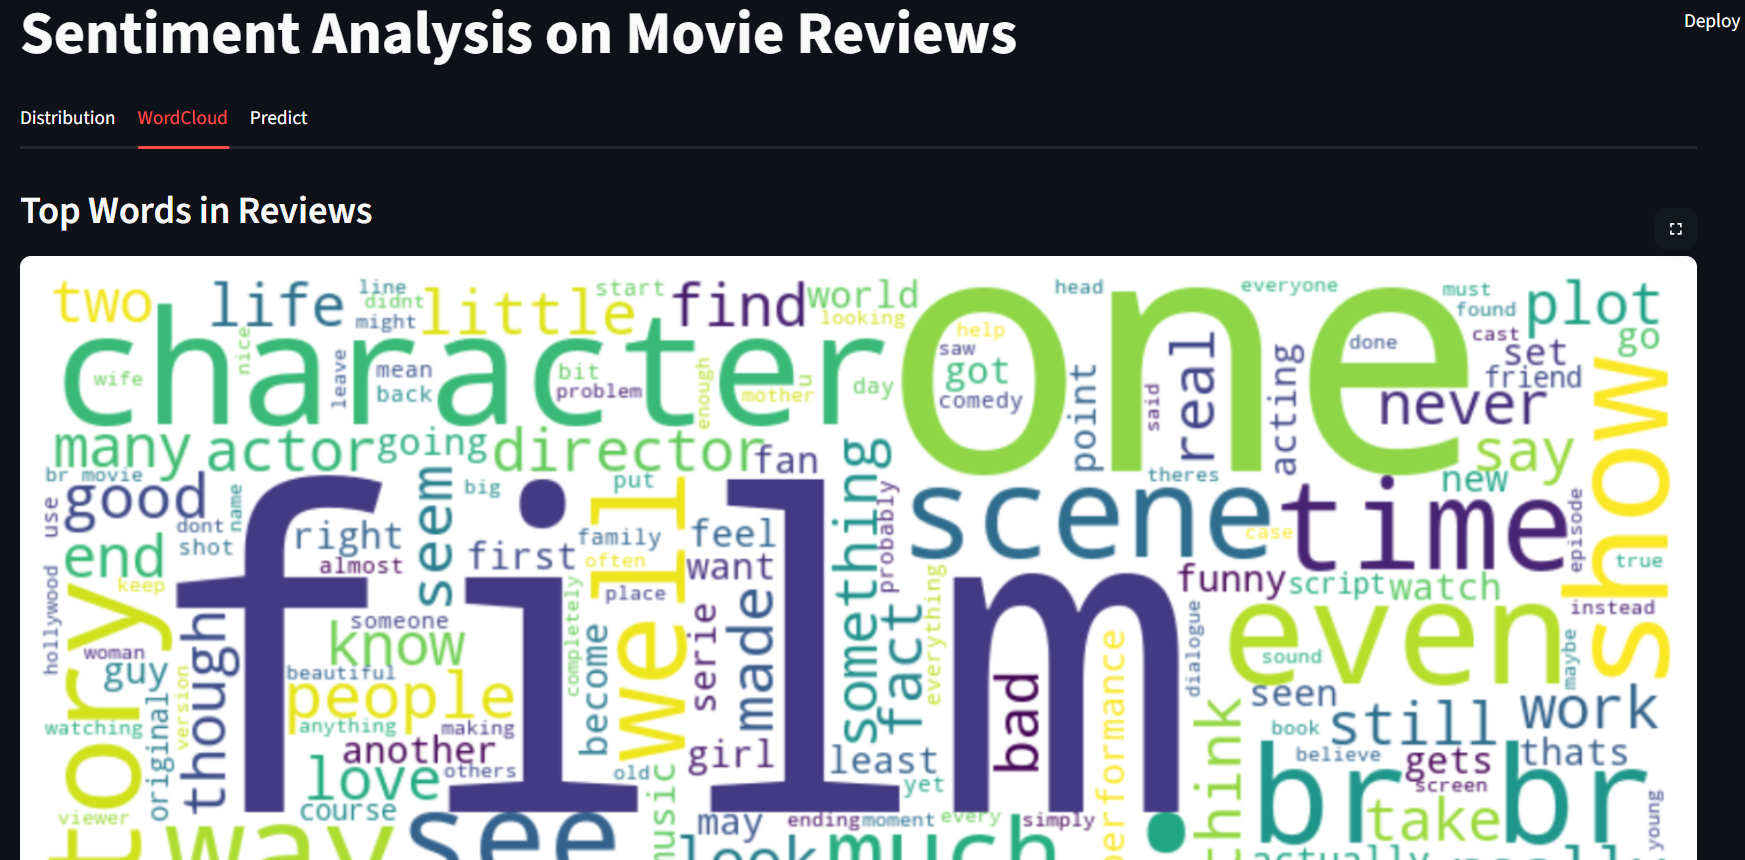 Sentiment Analysis on Movie Reviews
Deploy
Distribution WordCloud Predict
Top Words in Reviews
two
life
line
didnt
might
little
start
find
world
looking
one
head
everyone
must
found
plot
character
nice
wife
leave
mean
back
bit
problem
enough
u
mother
day
help
saw
got
comedy
point
said
real
acting
done
cast
set
go
friend
never
show
many
actor
going
director
fan
say
theres
new
br movie
good
name
use
dont
shot
seem
big
put
well
something
probably
scene
time
case
episode
true
end
keep
right
almost
first
family
often
feel
want
place
film
funny
script
watch
instead
hollywood
story
someone
know
completely
become
serie
made
fact
everything
dialogue
even
sound
maybe
woman
guy
though
beautiful
people
anything
making
version
original
watching
another
love
others
course
viewer
girl
old
music
least
yet
bad
performance
think
seen
book
still
work
believe
gets
screen
thats
br br
take
young
way
see
may
ending
moment
every
simply
look
much
actually